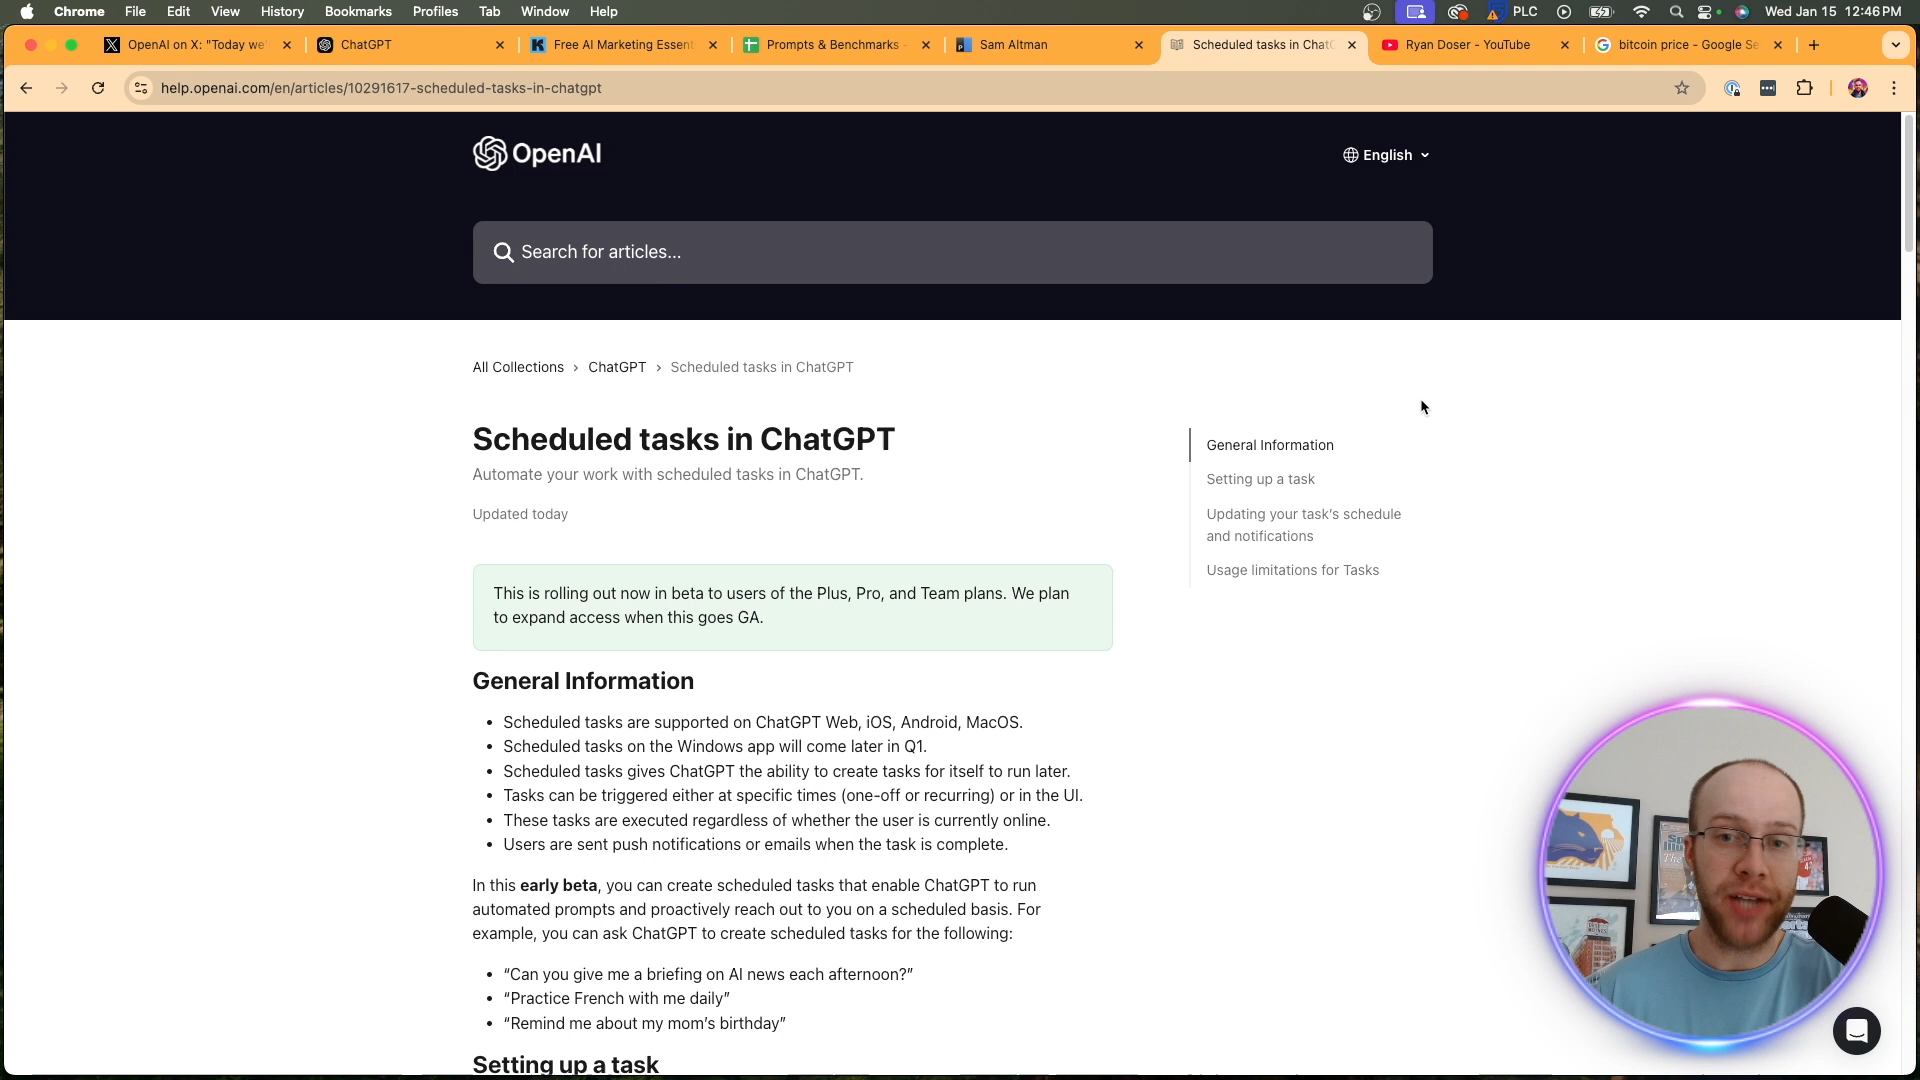 Chrome File Edit View History Bookmarks Profiles Tab Window Help PLC Wed Jan 15 12:46 PM
OpenAI on X: "Today we' ChatGPT Free AI Marketing Essent Prompts & Benchmarks - Sam Altman Scheduled tasks in ChatG Ryan Doser - YouTube bitcoin price - Google Se
help.openai.com/en/articles/10291617-scheduled-tasks-in-chatgpt
OpenAI
English
Search for articles...
All Collections > ChatGPT > Scheduled tasks in ChatGPT
Scheduled tasks in ChatGPT
Automate your work with scheduled tasks in ChatGPT.
Updated today
General Information
Setting up a task
Updating your task's schedule
and notifications
Usage limitations for Tasks
This is rolling out now in beta to users of the Plus, Pro, and Team plans. We plan
to expand access when this goes GA.
General Information
• Scheduled tasks are supported on ChatGPT Web, iOS, Android, MacOS.
• Scheduled tasks on the Windows app will come later in Q1.
• Scheduled tasks gives ChatGPT the ability to create tasks for itself to run later.
• Tasks can be triggered either at specific times (one-off or recurring) or in the UI.
• These tasks are executed regardless of whether the user is currently online.
• Users are sent push notifications or emails when the task is complete.
In this early beta, you can create scheduled tasks that enable ChatGPT to run
automated prompts and proactively reach out to you on a scheduled basis. For
example, you can ask ChatGPT to create scheduled tasks for the following:
• “Can you give me a briefing on AI news each afternoon?”
• “Practice French with me daily”
• “Remind me about my mom’s birthday”
Setting up a task